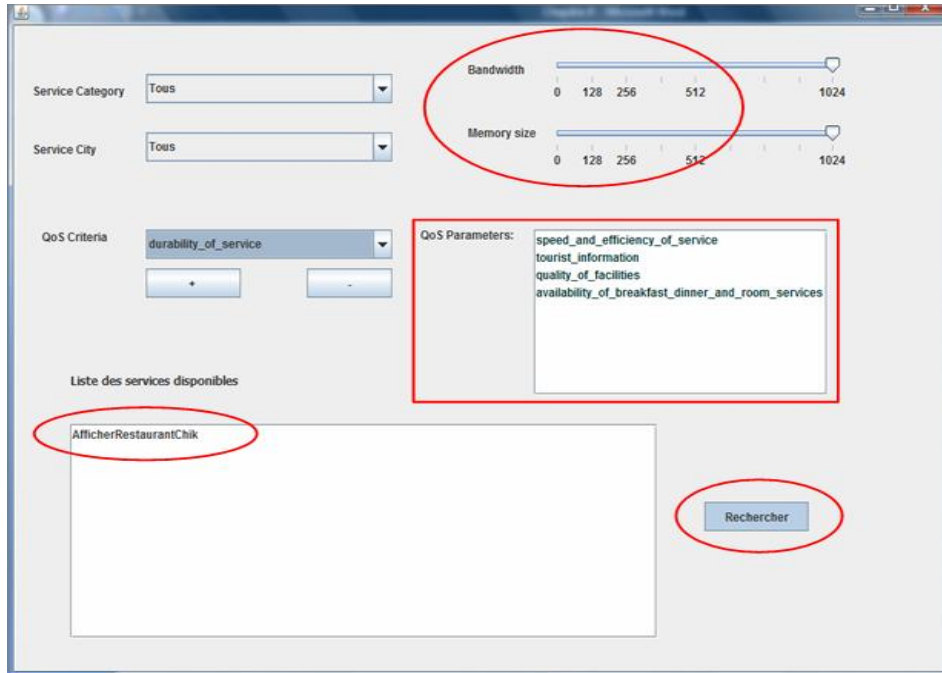 Service Category
Tous
Bandwidth
0 128 256 512 1024
Service City
Tous
Memory size
0 128 256 512 1024
QoS Criteria
durability_of_service
+ -
QoS Parameters:
speed_and_efficiency_of_service
tourist_information
quality_of_facilities
availability_of_breakfast_dinner_and_room_services
Liste des services disponibles
AfficherRestaurantChik
Rechercher